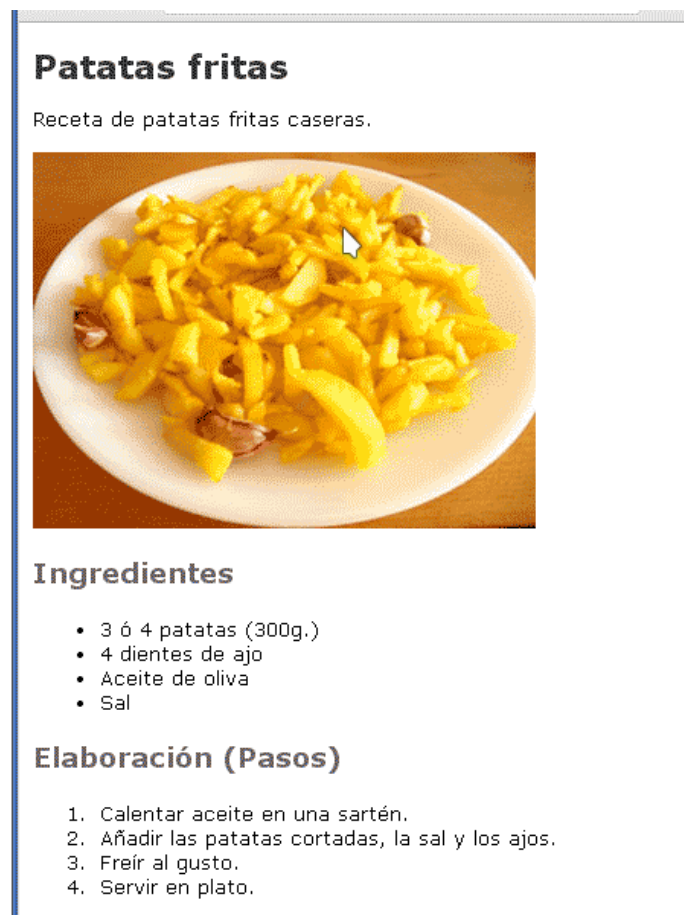 Patatas fritas
Receta de patatas fritas caseras.
Ingredientes
• 3 ó 4 patatas (300g.)
• 4 dientes de ajo
• Aceite de oliva
• Sal
Elaboración (Pasos)
1. Calentar aceite en una sartén.
2. Añadir las patatas cortadas, la sal y los ajos.
3. Freír al gusto.
4. Servir en plato.